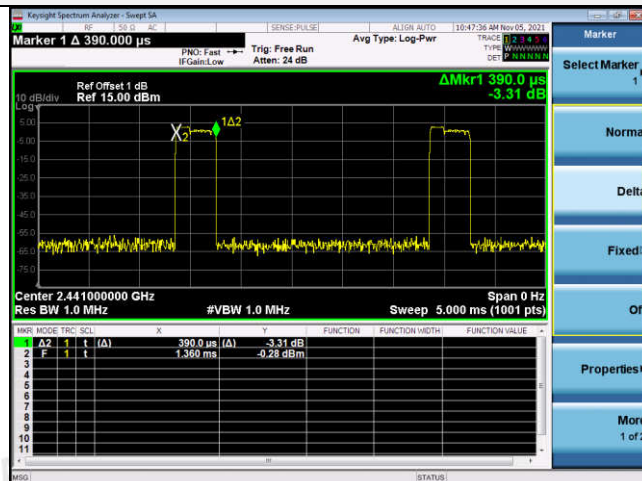 Keysight Spectrum Analyzer - Swept SA
RF 50 Ω AC SENSE:PULSE ALIGN AUTO 10:47:36 AM Nov 05, 2021
Marker 1 Δ 390.000 µs
PNO: Fast Trig: Free Run Avg Type: Log-Pwr TRACE 1 2 3 4 5 6
IFGain:Low Atten: 24 dB TYPE WWWWWW
DET P NNNNN
Ref Offset 1 dB ΔMkr1 390.0 µs
10 dB/div Ref 15.00 dBm -3.31 dB
Log
5.00
1Δ2
X2
-5.00
-15.0
-25.0
-35.0
-45.0
-55.0
-65.0
-75.0
Center 2.441000000 GHz Span 0 Hz
Res BW 1.0 MHz #VBW 1.0 MHz Sweep 5.000 ms (1001 pts)
MKR MODE TRC SCL X Y FUNCTION FUNCTION WIDTH FUNCTION VALUE
1 Δ2 1 t (Δ) 390.0 µs (Δ) -3.31 dB
2 F 1 t 1.360 ms -0.28 dBm
3
4
5
6
7
8
9
10
11
MSG STATUS
Marker
Select Marker
1
Norma
Delta
Fixed
Of
Properties
More
1 of 2